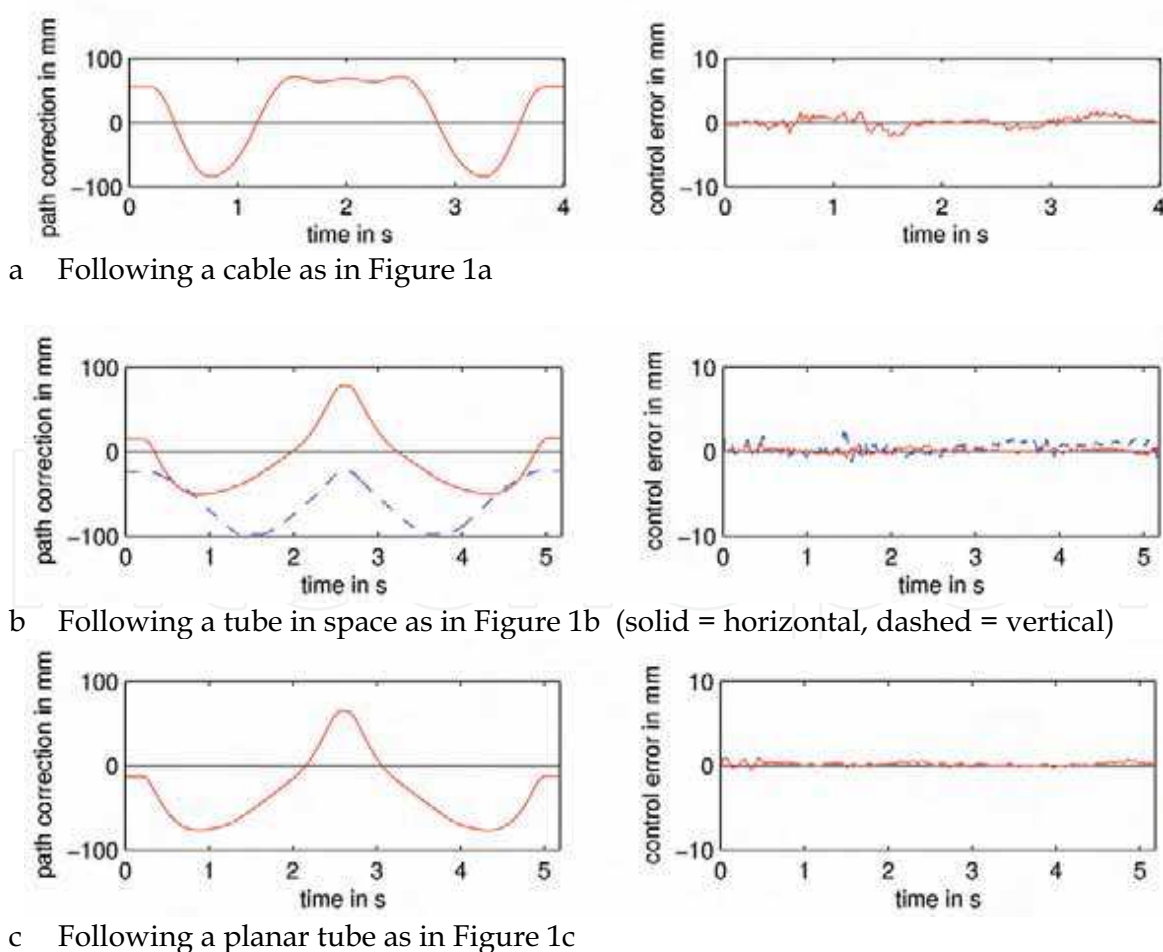 path correction in mm
100
0
−100
0 1 2 3 4
time in s
control error in mm
10
0
−10
0 1 2 3 4
time in s
a Following a cable as in Figure 1a
path correction in mm
100
0
−100
0 1 2 3 4 5
time in s
control error in mm
10
0
−10
0 1 2 3 4 5
time in s
b Following a tube in space as in Figure 1b (solid = horizontal, dashed = vertical)
path correction in mm
100
0
−100
0 1 2 3 4 5
time in s
control error in mm
10
0
−10
0 1 2 3 4 5
time in s
c Following a planar tube as in Figure 1c